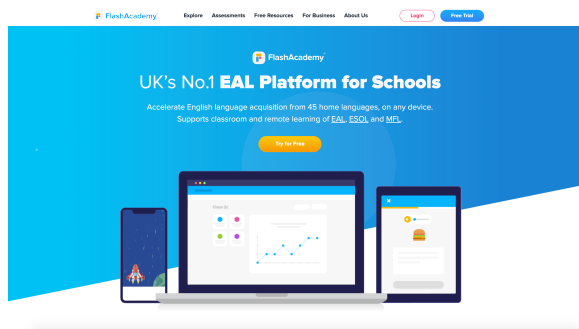 FlashAcademy
Explore Assessments Free Resources For Business About Us Login Free Trial
FlashAcademy
UK's No.1 EAL Platform for Schools
Accelerate English language acquisition from 45 home languages, on any device.
Supports classroom and remote learning of EAL, ESOL and MFL.
Try for Free